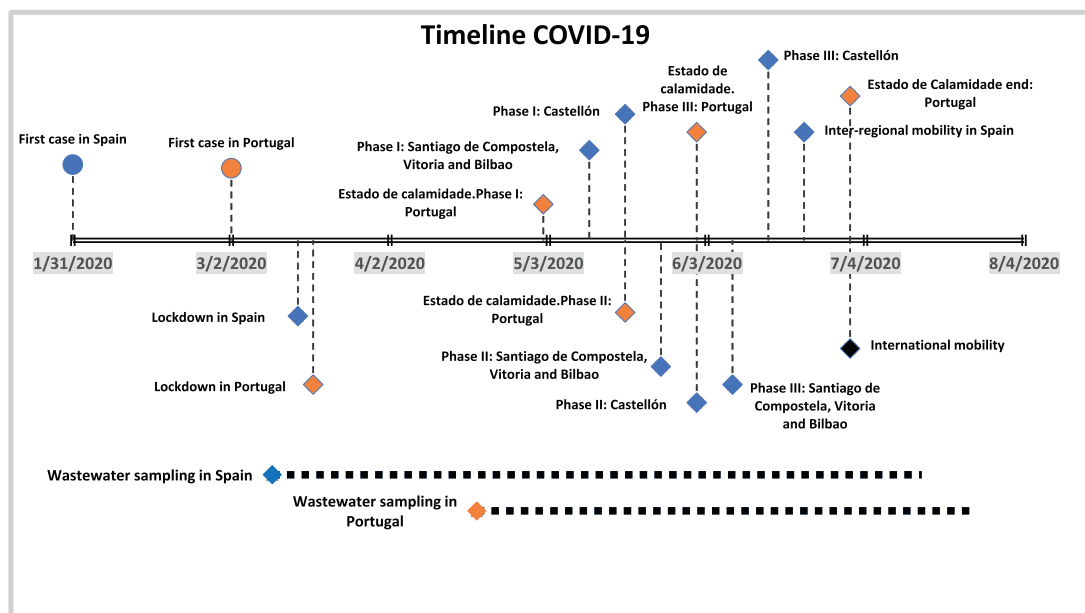 Timeline COVID-19
Phase III: Castellón
Estado de
calamidade.
Phase III: Portugal
Estado de Calamidade end:
Portugal
Phase I: Castellón
Inter-regional mobility in Spain
First case in Spain
First case in Portugal
Phase I: Santiago de Compostela,
Vitoria and Bilbao
Estado de calamidade.Phase I:
Portugal
1/31/2020
3/2/2020
4/2/2020
5/3/2020
6/3/2020
7/4/2020
8/4/2020
Lockdown in Spain
Estado de calamidade.Phase II:
Portugal
International mobility
Phase II: Santiago de Compostela,
Vitoria and Bilbao
Lockdown in Portugal
Phase II: Castellón
Phase III: Santiago de
Compostela, Vitoria
and Bilbao
Wastewater sampling in Spain
Wastewater sampling in
Portugal